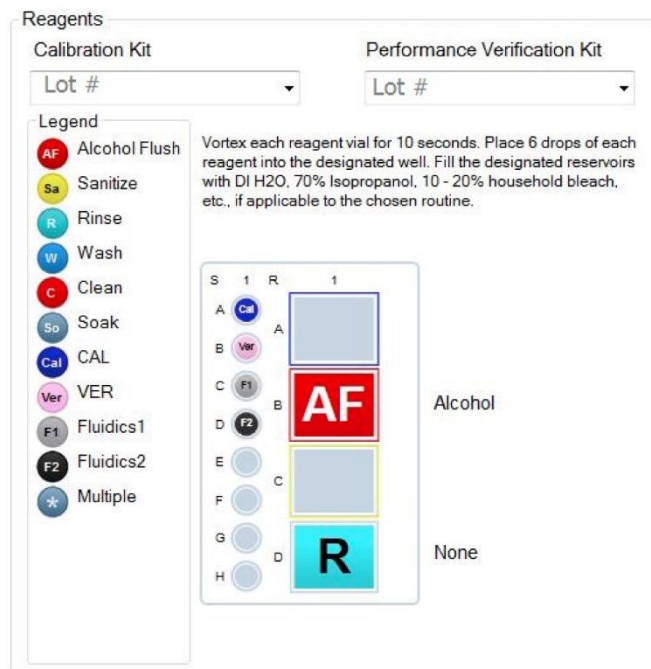 Reagents
Calibration Kit
Performance Verification Kit
Lot #
Lot #
Legend
AF Alcohol Flush
Sa Sanitize
R Rinse
W Wash
C Clean
So Soak
Cal CAL
Ver VER
F1 Fluidics1
F2 Fluidics2
* Multiple
Vortex each reagent vial for 10 seconds. Place 6 drops of each
reagent into the designated well. Fill the designated reservoirs
with DI H2O, 70% Isopropanol, 10 - 20% household bleach,
etc., if applicable to the chosen routine.
S 1 R 1
A Cal
A
B Ver
C F1
B AF Alcohol
D F2
E
C
F
G
D R None
H